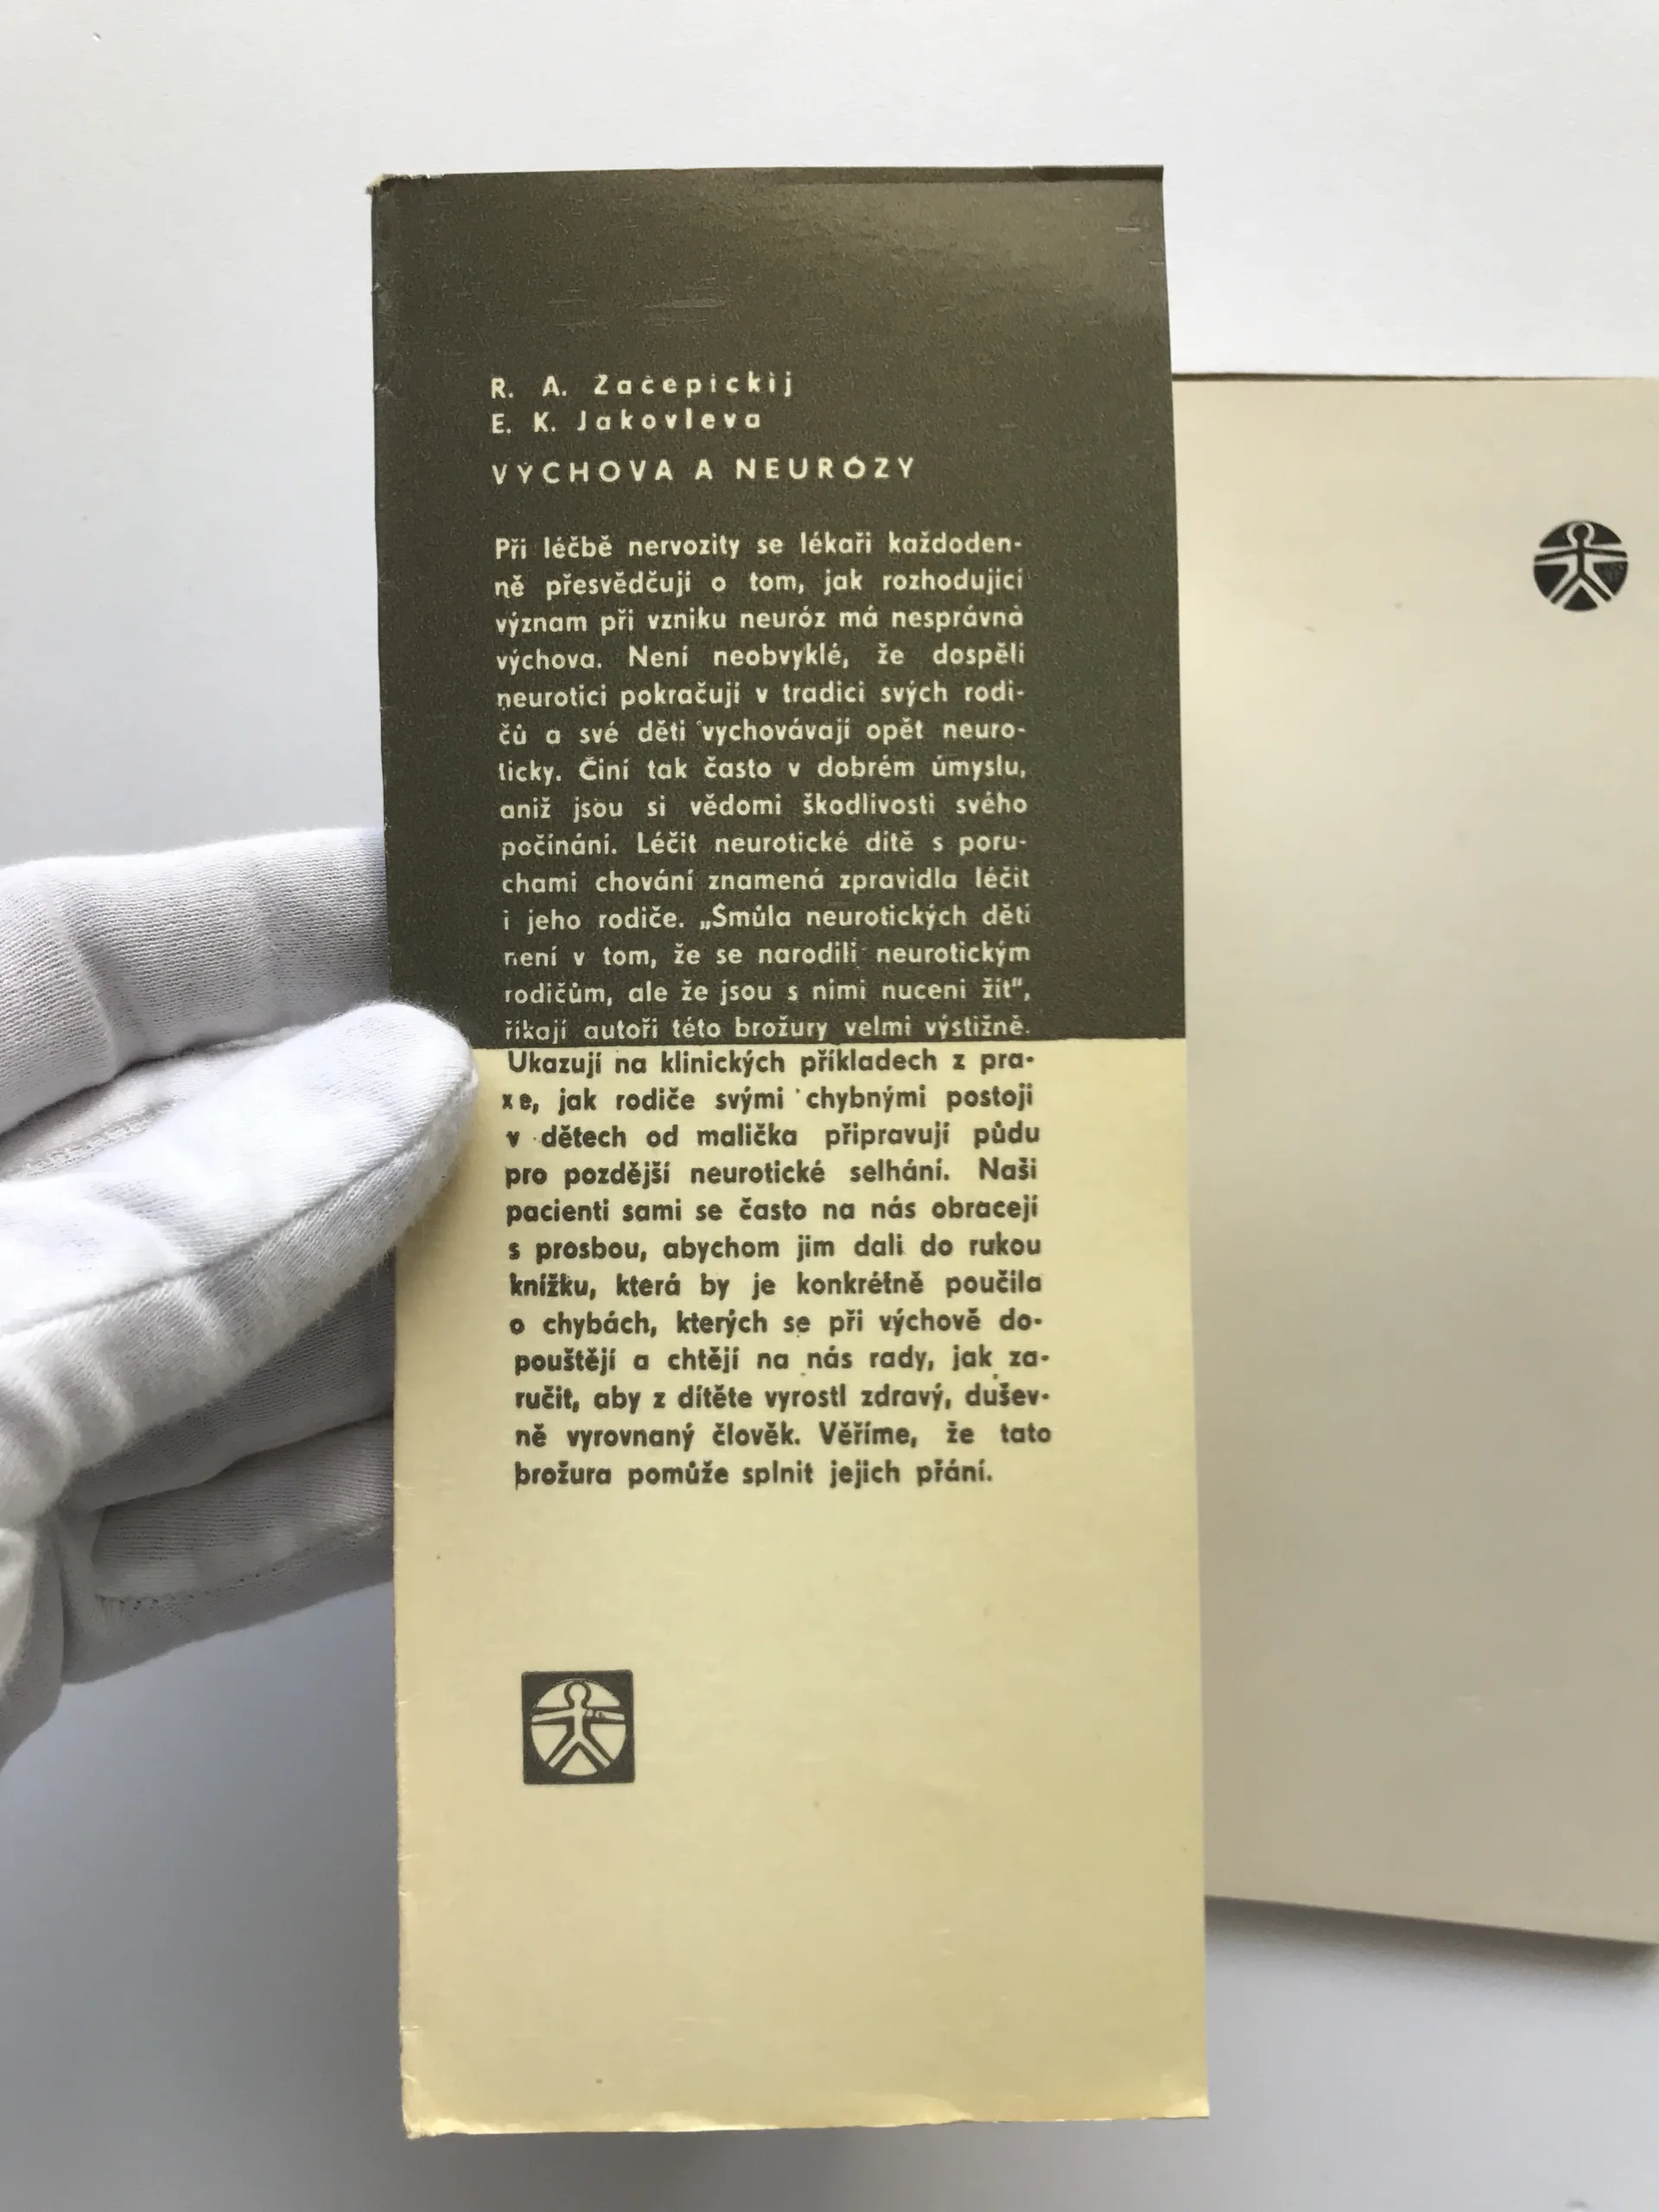 R. A. Začepickij
E. K. Jakovleva
VÝCHOVA A NEURÓZY
Při léčbě nervozity se lékaři každoden-
ně přesvědčují o tom, jak rozhodující
význam při vzniku neuróz má nesprávná
výchova. Není neobvyklé, že dospělí
neurotici pokračují v tradici svých rodi-
čů a své děti vychovávají opět neuro-
ticky. Činí tak často v dobrém úmyslu,
aniž jsou si vědomi škodlivosti svého
počínání. Léčit neurotické dítě s poru-
chami chování znamená zpravidla léčit
i jeho rodiče. „Smůla neurotických dětí
není v tom, že se narodili neurotickým
rodičům, ale že jsou s nimi nuceni žít",
říkají autoři této brožury velmi výstižně.
Ukazují na klinických příkladech z pra-
xe, jak rodiče svými chybnými postoji
v dětech od malička připravují půdu
pro pozdější neurotické selhání. Naši
pacienti sami se často na nás obracejí
s prosbou, abychom jim dali do rukou
knížku, která by je konkrétně poučila
o chybách, kterých se při výchově do-
pouštějí a chtějí na nás rady, jak za-
ručit, aby z dítěte vyrostl zdravý, dušev-
ně vyrovnaný člověk. Věříme, že tato
brožura pomůže splnit jejich přání.